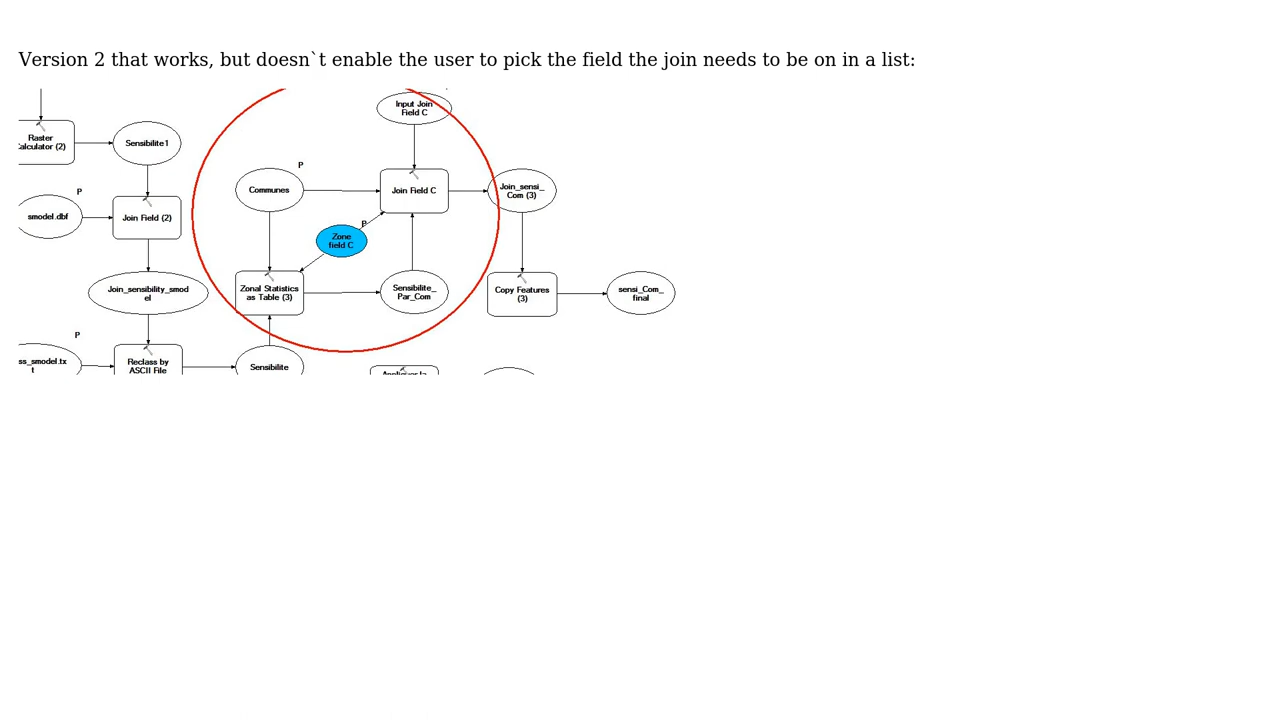 Version 2 that works, but doesn`t enable the user to pick the field the join needs to be on in a list:
Input Join
Field C
Raster
Calculator (2)
Sensibilite1
P
Communes
Join Field C
Join_sensi_
Com (3)
P
smodel.dbf
Join Field (2)
P
Zone
field C
Join_sensibility_smod
el
Zonal Statistics
as Table (3)
Sensibilite_
Par_Com
Copy Features
(3)
sensi_Com_
final
P
ss_smodel.tx
t
Reclass by
ASCII File
Sensibilite